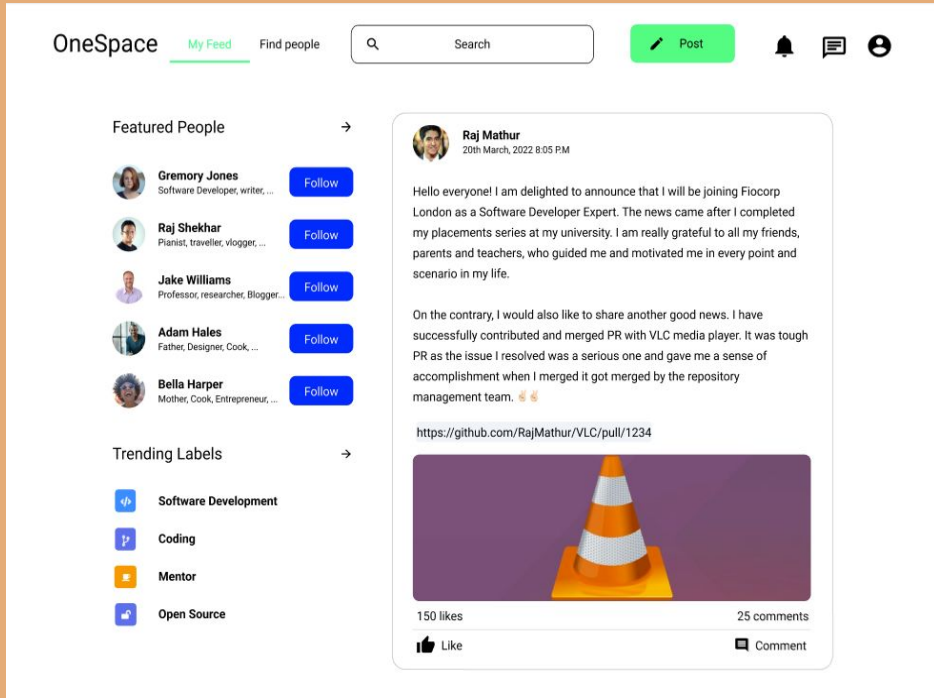 OneSpace
My Feed
Find people
Search
Post
Featured People
Gremory Jones
Software Developer, writer, ...
Follow
Raj Shekhar
Pianist, traveller, vlogger, ...
Follow
Jake Williams
Professor, researcher, Blogger...
Follow
Adam Hales
Father, Designer, Cook, ...
Follow
Bella Harper
Mother, Cook, Entrepreneur, ...
Follow
Trending Labels
Software Development
Coding
Mentor
Open Source
Raj Mathur
20th March, 2022 8:05 P.M
Hello everyone! I am delighted to announce that I will be joining Fiocorp
London as a Software Developer Expert. The news came after I completed
my placements series at my university. I am really grateful to all my friends,
parents and teachers, who guided me and motivated me in every point and
scenario in my life.
On the contrary, I would also like to share another good news. I have
successfully contributed and merged PR with VLC media player. It was tough
PR as the issue I resolved was a serious one and gave me a sense of
accomplishment when I merged it got merged by the repository
management team. ✌🏻✌🏻
https://github.com/RajMathur/VLC/pull/1234
150 likes
25 comments
Like
Comment